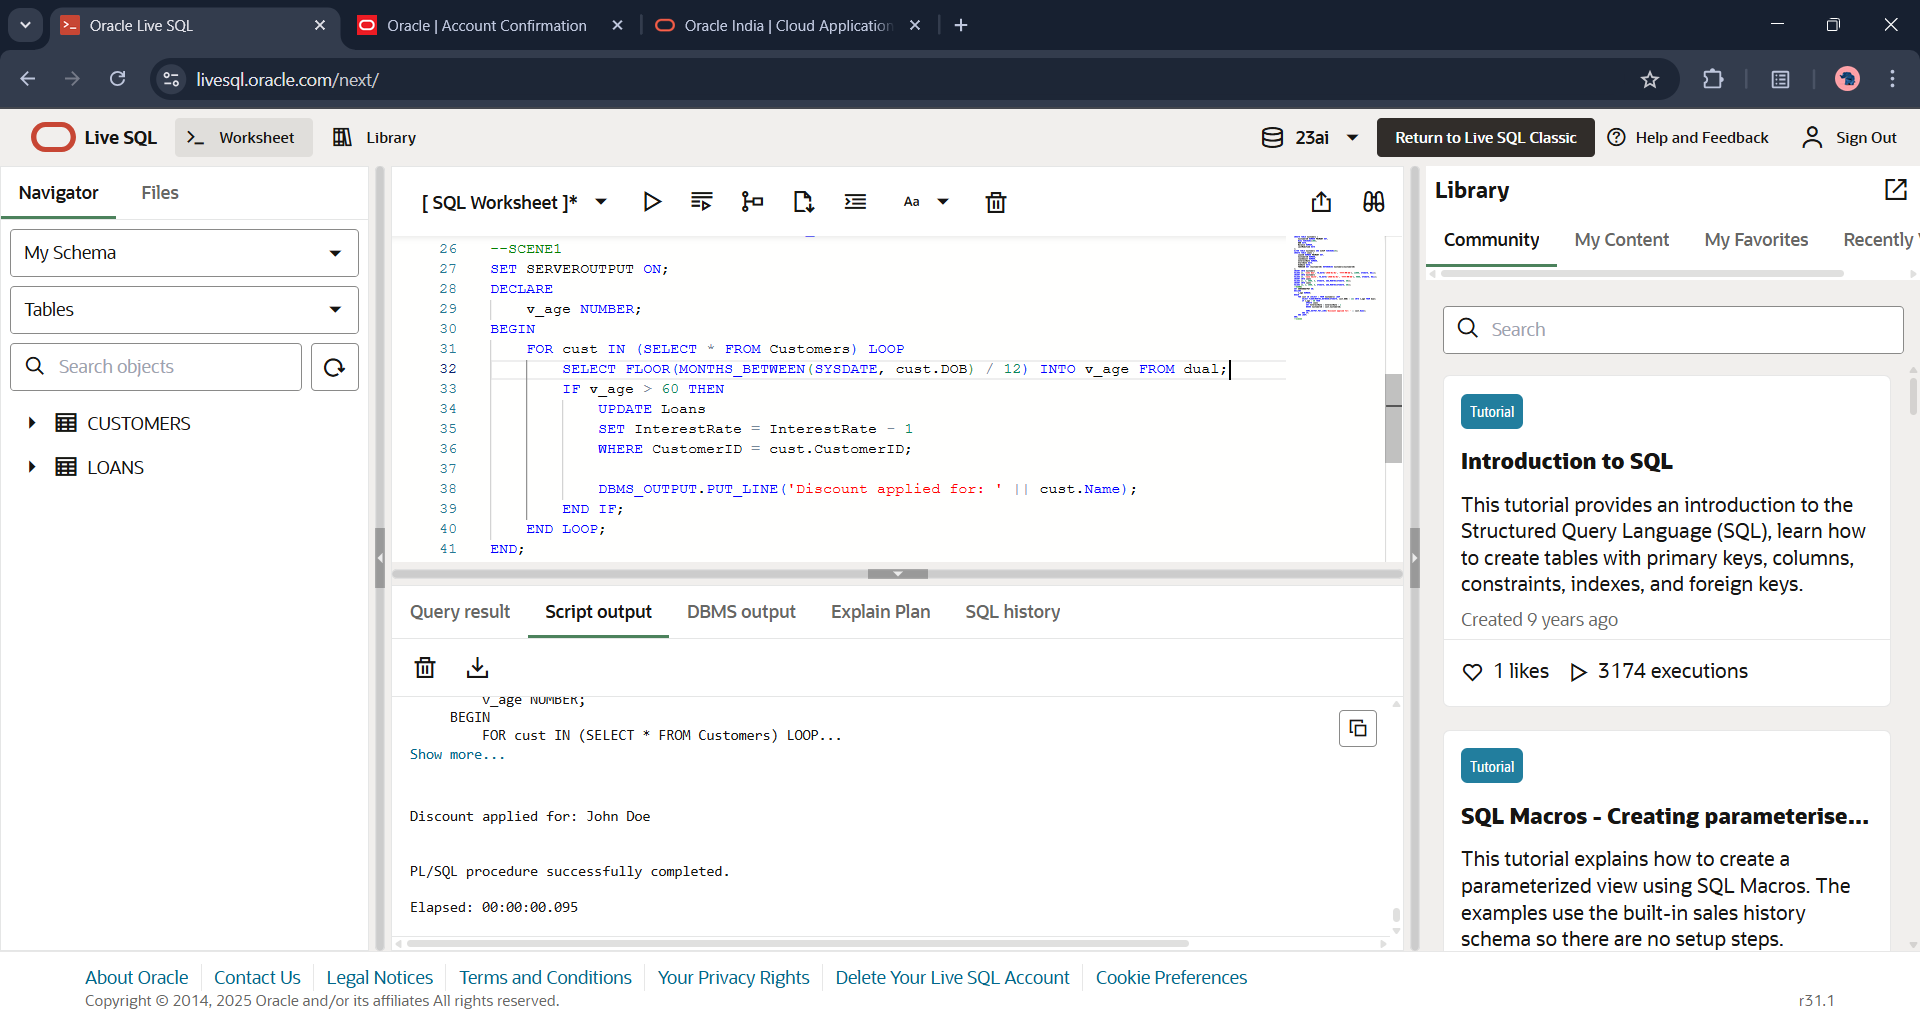 Oracle Live SQL
Oracle | Account Confirmation
Oracle India | Cloud Application
livesql.oracle.com/next/
Live SQL
Worksheet
Library
23ai
Return to Live SQL Classic
Help and Feedback
Sign Out
Navigator
Files
My Schema
Tables
Search objects
CUSTOMERS
LOANS
[ SQL Worksheet ]*
Aa
26 --SCENE1
27 SET SERVEROUTPUT ON;
28 DECLARE
29 v_age NUMBER;
30 BEGIN
31 FOR cust IN (SELECT * FROM Customers) LOOP
32 SELECT FLOOR(MONTHS_BETWEEN(SYSDATE, cust.DOB) / 12) INTO v_age FROM dual;
33 IF v_age > 60 THEN
34 UPDATE Loans
35 SET InterestRate = InterestRate - 1
36 WHERE CustomerID = cust.CustomerID;
37
38 DBMS_OUTPUT.PUT_LINE('Discount applied for: ' || cust.Name);
39 END IF;
40 END LOOP;
41 END;
Query result
Script output
DBMS output
Explain Plan
SQL history
v_age NUMBER;
BEGIN
FOR cust IN (SELECT * FROM Customers) LOOP...
Show more...
Discount applied for: John Doe
PL/SQL procedure successfully completed.
Elapsed: 00:00:00.095
Library
Community
My Content
My Favorites
Recently
Search
Tutorial
Introduction to SQL
This tutorial provides an introduction to the
Structured Query Language (SQL), learn how
to create tables with primary keys, columns,
constraints, indexes, and foreign keys.
Created 9 years ago
1 likes
3174 executions
Tutorial
SQL Macros - Creating parameterise...
This tutorial explains how to create a
parameterized view using SQL Macros. The
examples use the built-in sales history
schema so there are no setup steps.
About Oracle
Contact Us
Legal Notices
Terms and Conditions
Your Privacy Rights
Delete Your Live SQL Account
Cookie Preferences
Copyright © 2014, 2025 Oracle and/or its affiliates All rights reserved.
r31.1